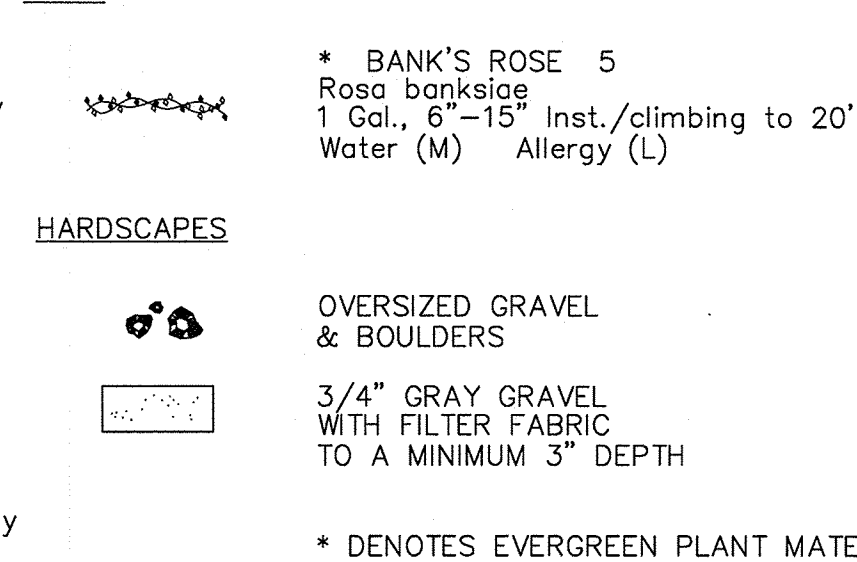 * BANK'S ROSE 5
Rosa banksiae
1 Gal., 6"-15" Inst./climbing to 20'
Water (M) Allergy (L)
HARDSCAPES
OVERSIZED GRAVEL
& BOULDERS
3/4" GRAY GRAVEL
WITH FILTER FABRIC
TO A MINIMUM 3" DEPTH
y
* DENOTES EVERGREEN PLANT MATE